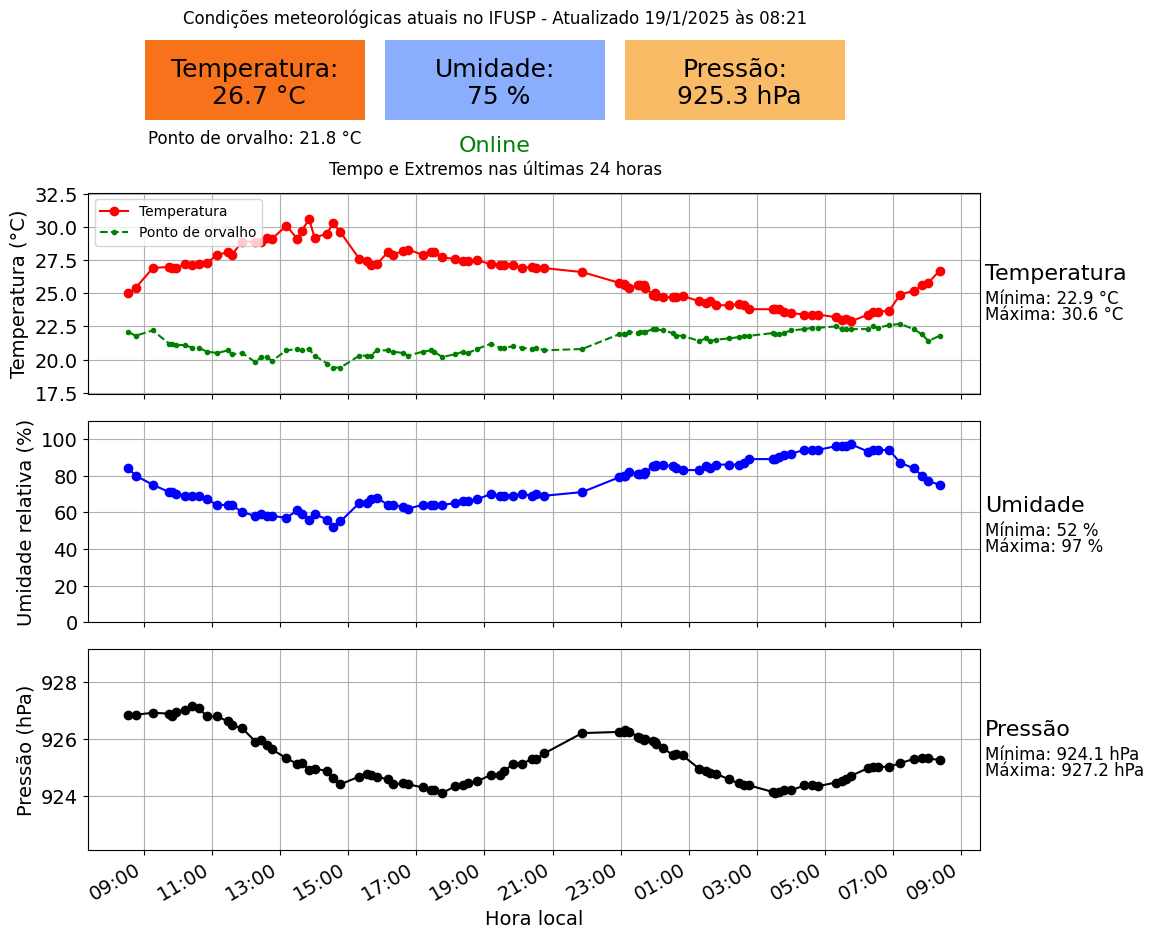 Condições meteorológicas atuais no IFUSP - Atualizado 19/1/2025 às 08:21
Temperatura:
26.7 °C
Umidade:
75 %
Pressão:
925.3 hPa
Ponto de orvalho: 21.8 °C
Online
Tempo e Extremos nas últimas 24 horas
Temperatura (°C)
32.5
30.0
27.5
25.0
22.5
20.0
17.5
Temperatura
Ponto de orvalho
Temperatura
Mínima: 22.9 °C
Máxima: 30.6 °C
Umidade relativa (%)
100
80
60
40
20
0
Umidade
Mínima: 52 %
Máxima: 97 %
Pressão (hPa)
928
926
924
Pressão
Mínima: 924.1 hPa
Máxima: 927.2 hPa
09:00 11:00 13:00 15:00 17:00 19:00 21:00 23:00 01:00 03:00 05:00 07:00 09:00
Hora local